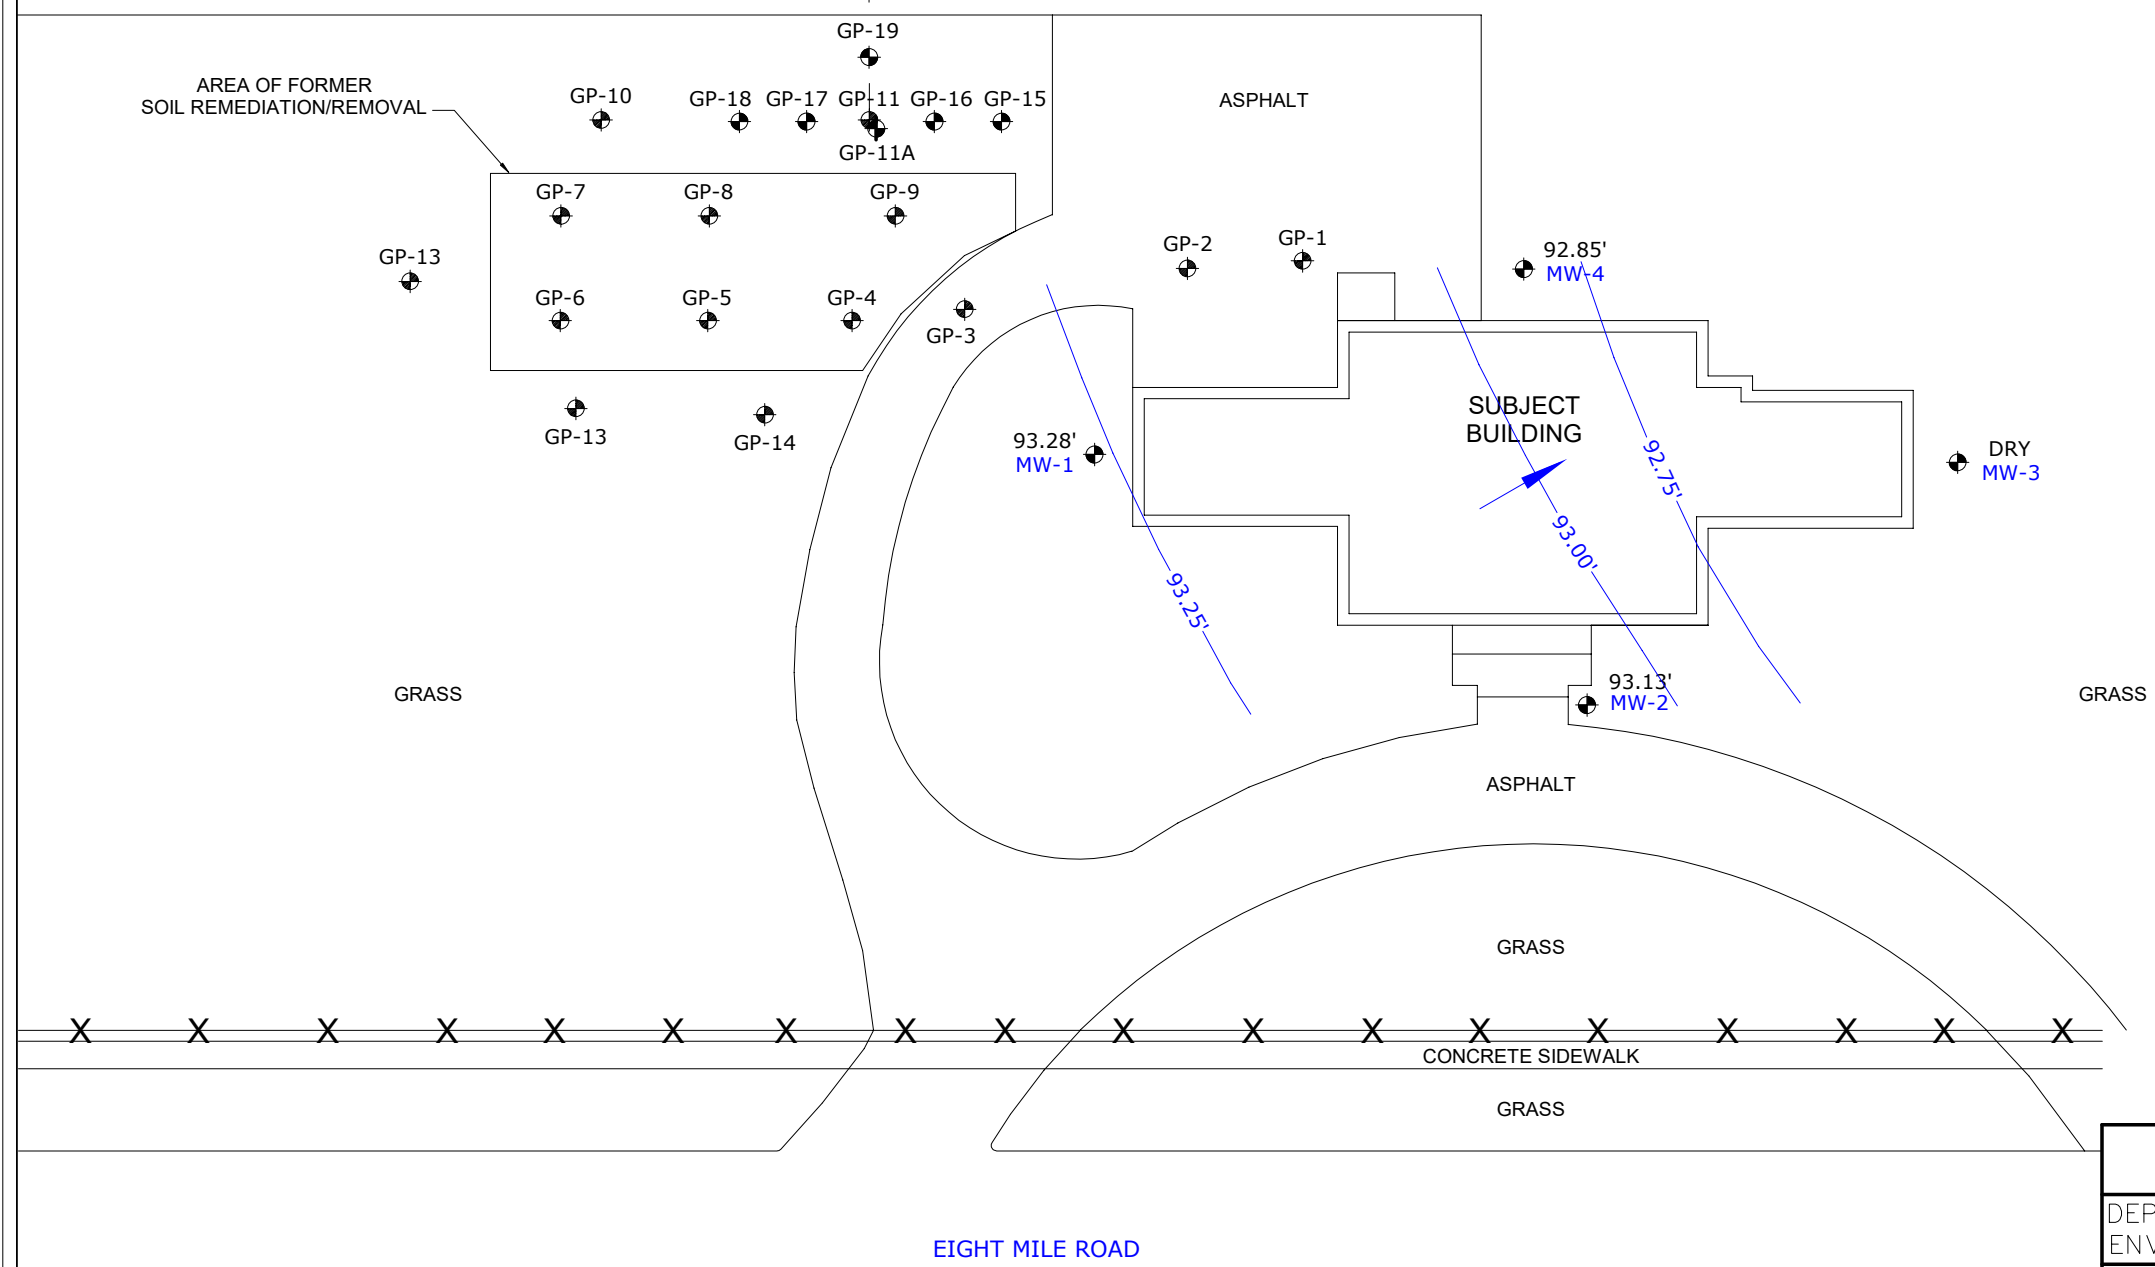 GP-19
AREA OF FORMER
SOIL REMEDIATION/REMOVAL
GP-10
GP-18
GP-17
GP-11
GP-16
GP-15
ASPHALT
GP-11A
GP-7
GP-8
GP-9
GP-13
GP-2
GP-1
92.85'
MW-4
GP-6
GP-5
GP-4
GP-3
GP-13
GP-14
93.28'
MW-1
SUBJECT
BUILDING
92.75'
DRY
MW-3
93.00'
93.25'
GRASS
93.13'
MW-2
GRASS
ASPHALT
GRASS
X X X X X X X X X X X X X X X X X X
CONCRETE SIDEWALK
GRASS
DEP
ENV
EIGHT MILE ROAD